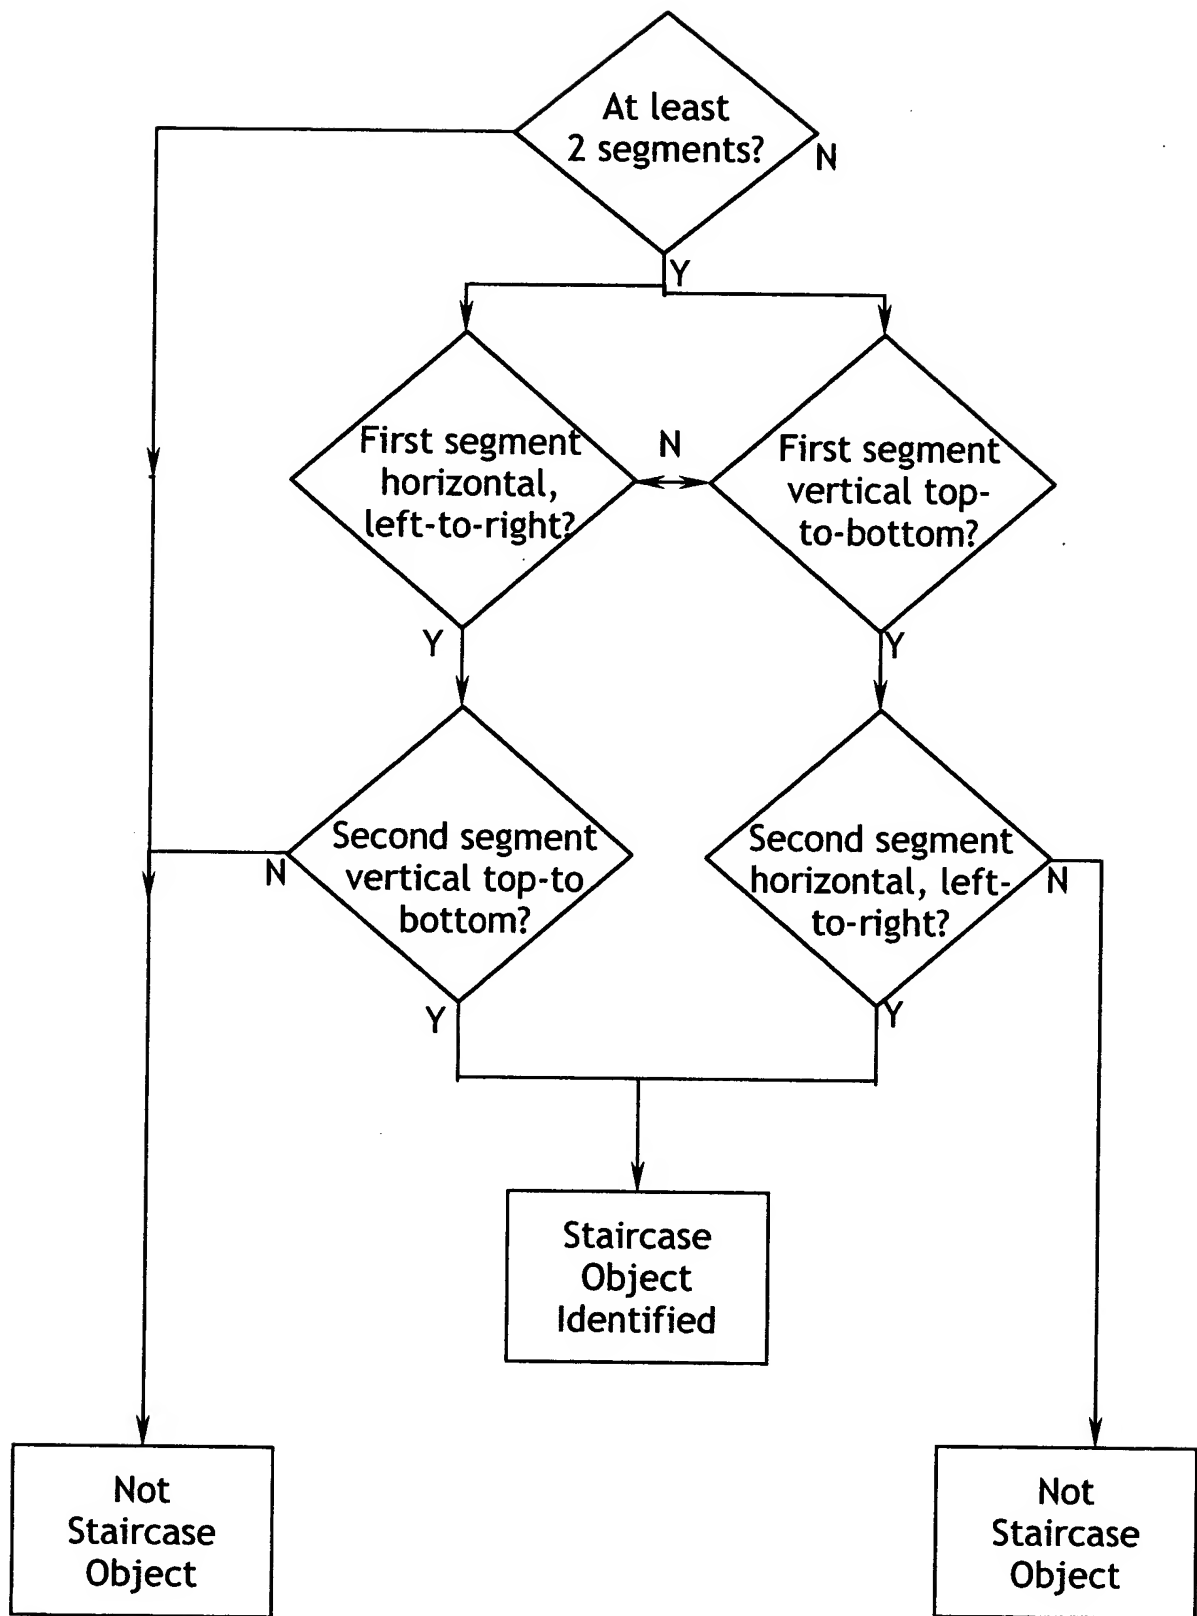 At least
2 segments?
N
Y
First segment
horizontal,
left-to-right?
N
First segment
vertical top-
to-bottom?
Y
Y
Second segment
vertical top-to
bottom?
N
Second segment
horizontal, left-
to-right?
N
Y
Y
Staircase
Object
Identified
Not
Staircase
Object
Not
Staircase
Object